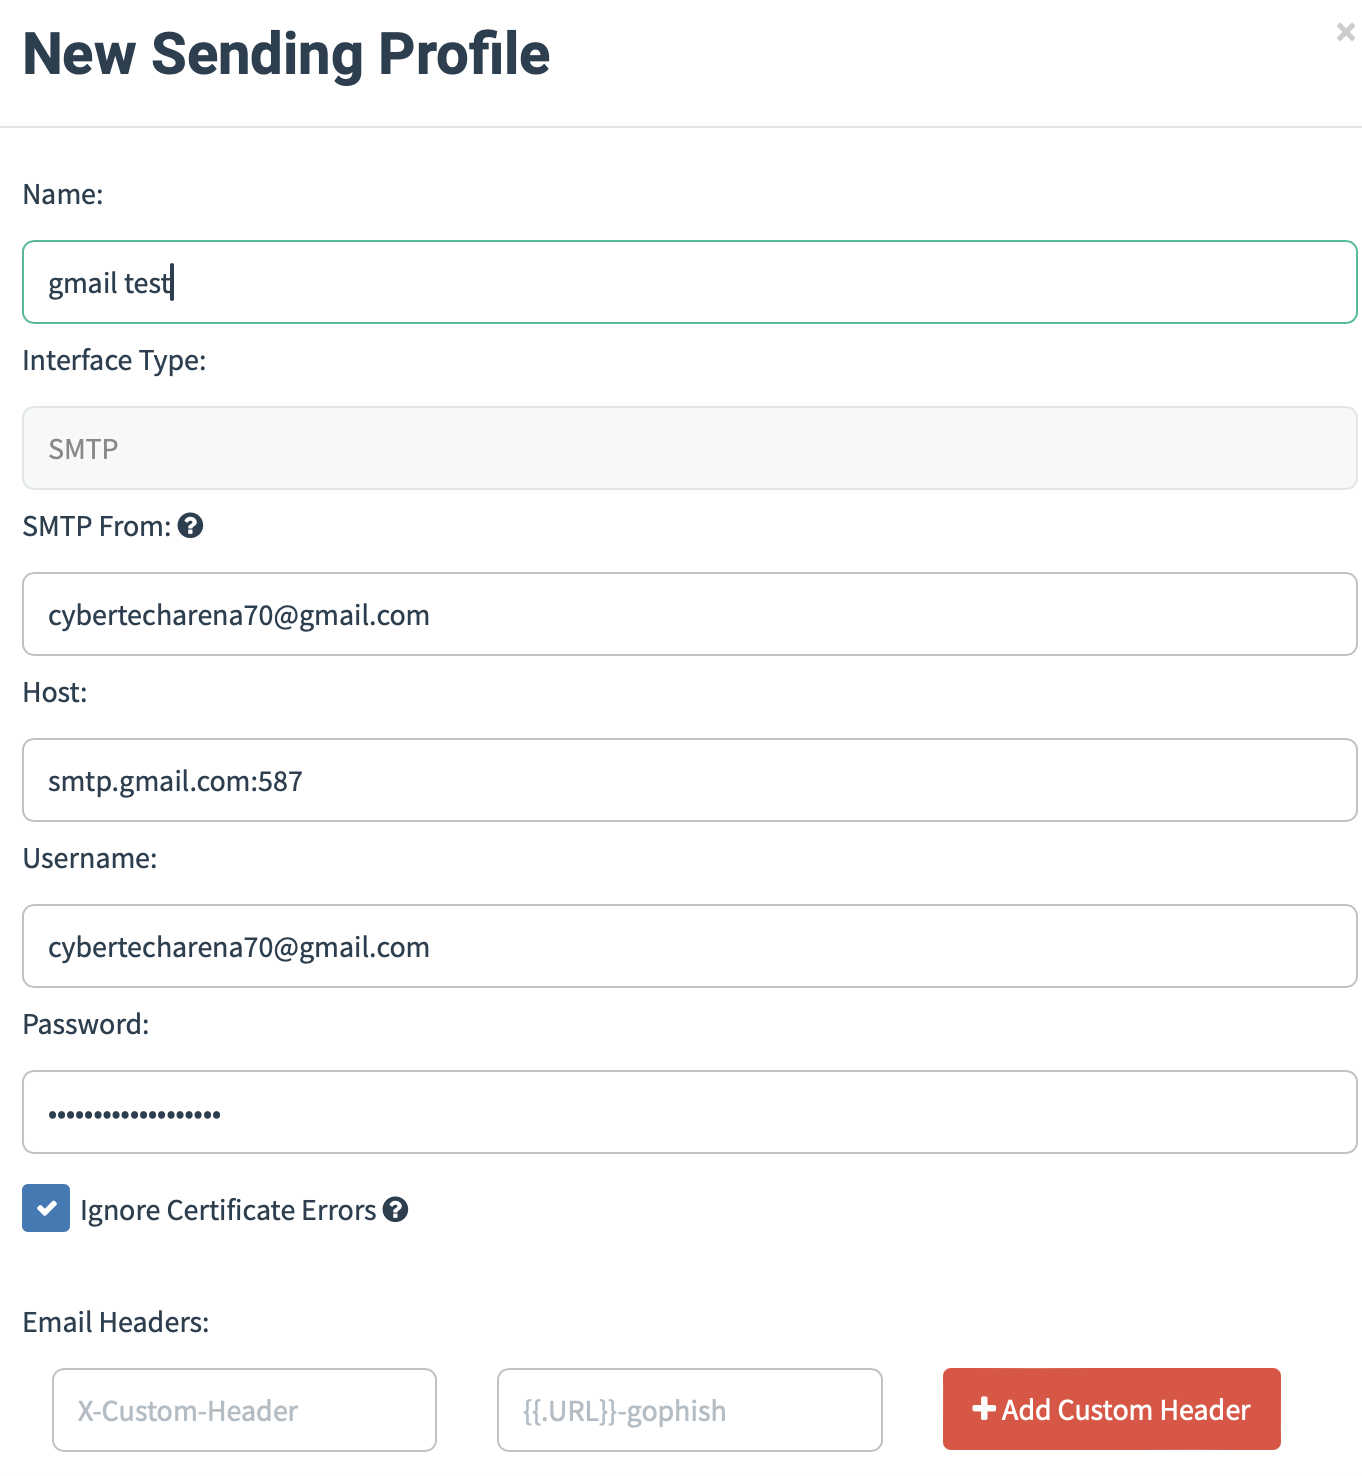 New Sending Profile
×
Name:
gmail test
Interface Type:
SMTP
SMTP From:
cybertecharena70@gmail.com
Host:
smtp.gmail.com:587
Username:
cybertecharena70@gmail.com
Password:
•••••••••••••••••••
Ignore Certificate Errors
Email Headers:
X-Custom-Header {{.URL}}-gophish + Add Custom Header